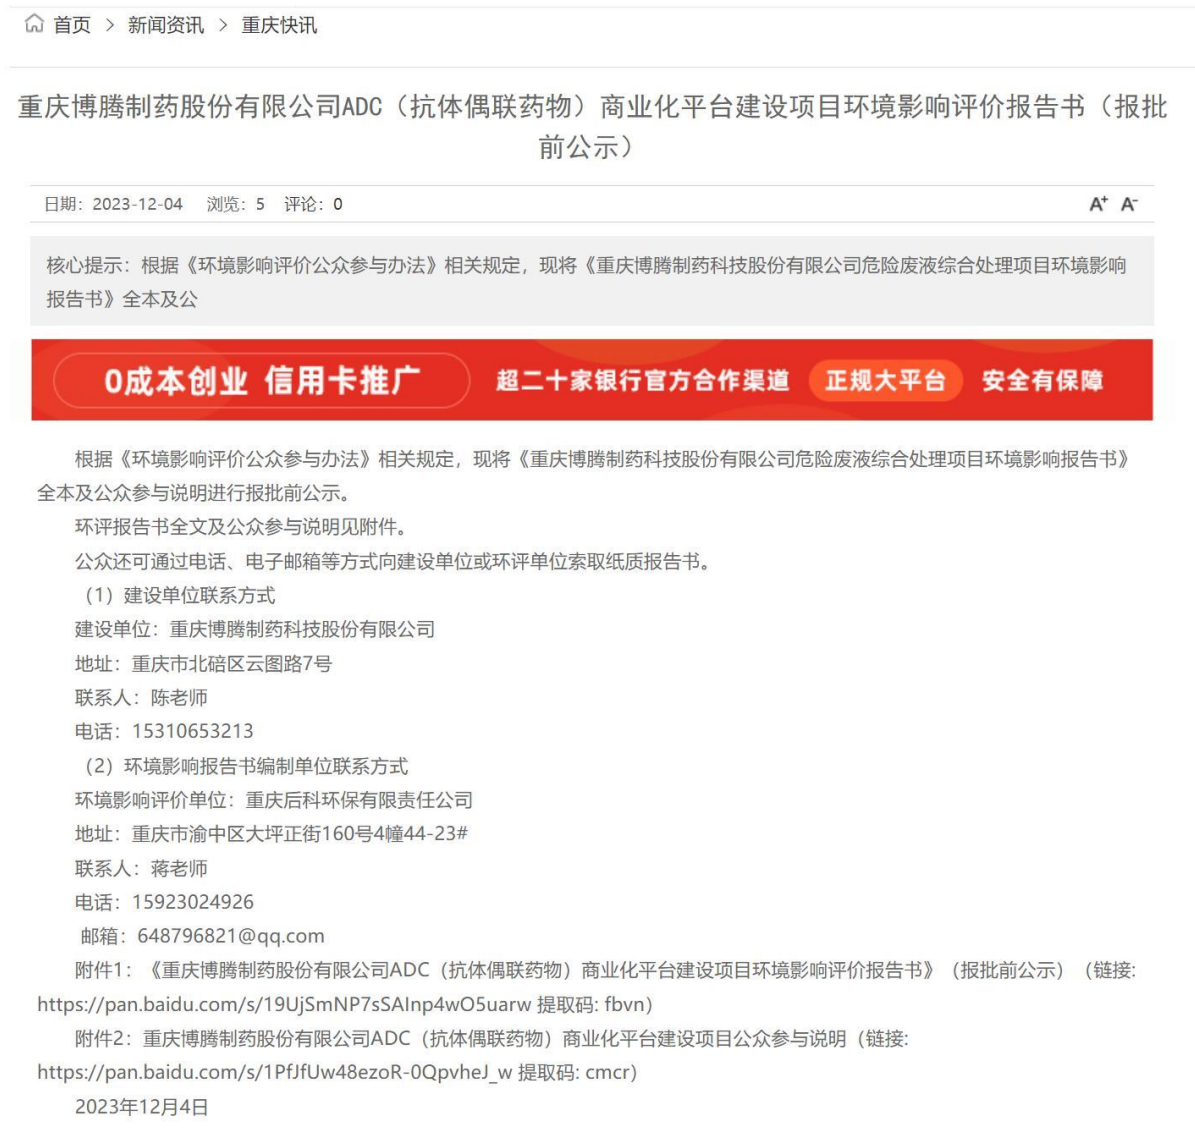 首页 > 新闻资讯 > 重庆快讯
重庆博腾制药股份有限公司ADC（抗体偶联药物）商业化平台建设项目环境影响评价报告书（报批
前公示）
日期：2023-12-04 浏览：5 评论：0 A+ A-
核心提示：根据《环境影响评价公众参与办法》相关规定，现将《重庆博腾制药科技股份有限公司危险废液综合处理项目环境影响
报告书》全本及公
0成本创业 信用卡推广 超二十家银行官方合作渠道 正规大平台 安全有保障
根据《环境影响评价公众参与办法》相关规定，现将《重庆博腾制药科技股份有限公司危险废液综合处理项目环境影响报告书》
全本及公众参与说明进行报批前公示。
环评报告书全文及公众参与说明见附件。
公众还可通过电话、电子邮箱等方式向建设单位或环评单位索取纸质报告书。
（1）建设单位联系方式
建设单位：重庆博腾制药科技股份有限公司
地址：重庆市北碚区云图路7号
联系人：陈老师
电话：15310653213
（2）环境影响报告书编制单位联系方式
环境影响评价单位：重庆后科环保有限责任公司
地址：重庆市渝中区大坪正街160号4幢44-23#
联系人：蒋老师
电话：15923024926
邮箱：648796821@qq.com
附件1：《重庆博腾制药股份有限公司ADC（抗体偶联药物）商业化平台建设项目环境影响评价报告书》（报批前公示）（链接:
https://pan.baidu.com/s/19UjSmNP7sSAInp4wO5uarw 提取码: fbvn）
附件2：重庆博腾制药股份有限公司ADC（抗体偶联药物）商业化平台建设项目公众参与说明（链接:
https://pan.baidu.com/s/1PfJfUw48ezoR-0QpvheJ_w 提取码: cmcr）
2023年12月4日